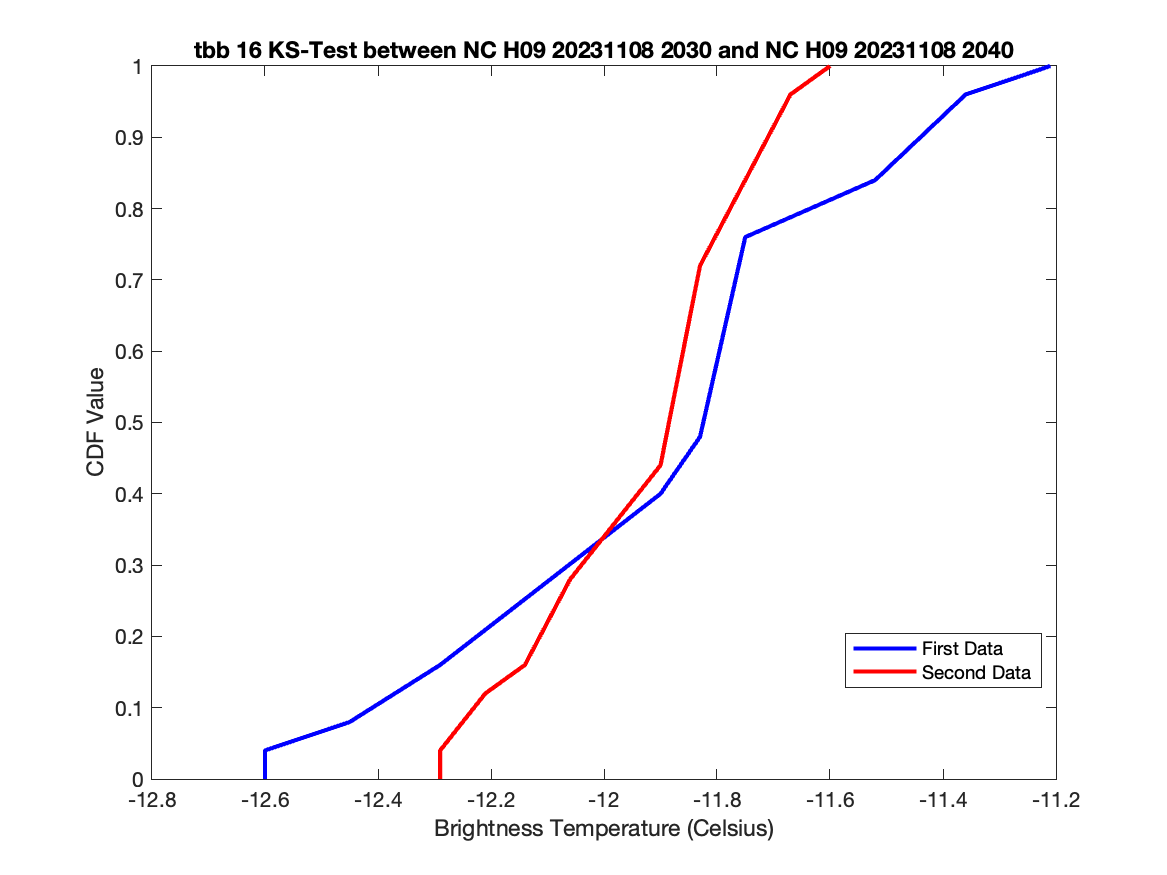 tbb 16 KS-Test between NC H09 20231108 2030 and NC H09 20231108 2040
1
0.9
0.8
0.7
0.6
0.5
0.4
0.3
0.2
0.1
0
CDF Value
First Data
Second Data
-12.8 -12.6 -12.4 -12.2 -12 -11.8 -11.6 -11.4 -11.2
Brightness Temperature (Celsius)